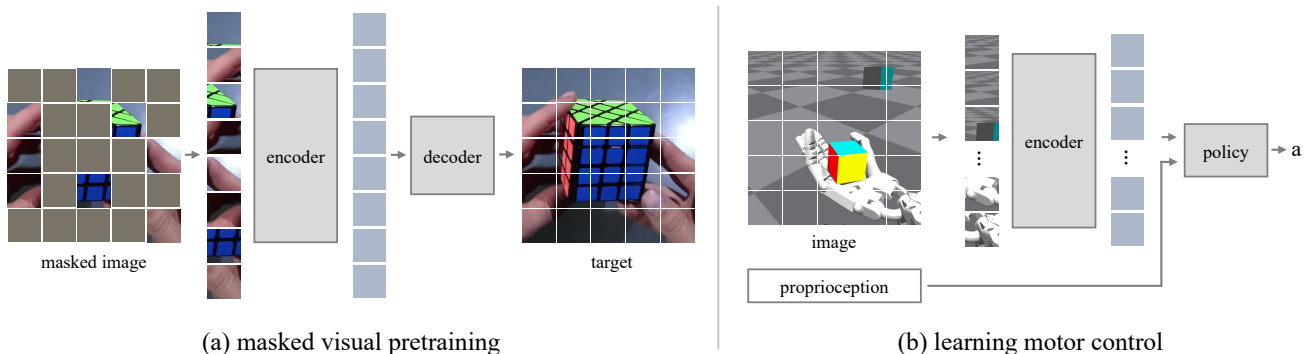 masked image
encoder
decoder
target
(a) masked visual pretraining
image
proprioception
encoder
policy
a
(b) learning motor control